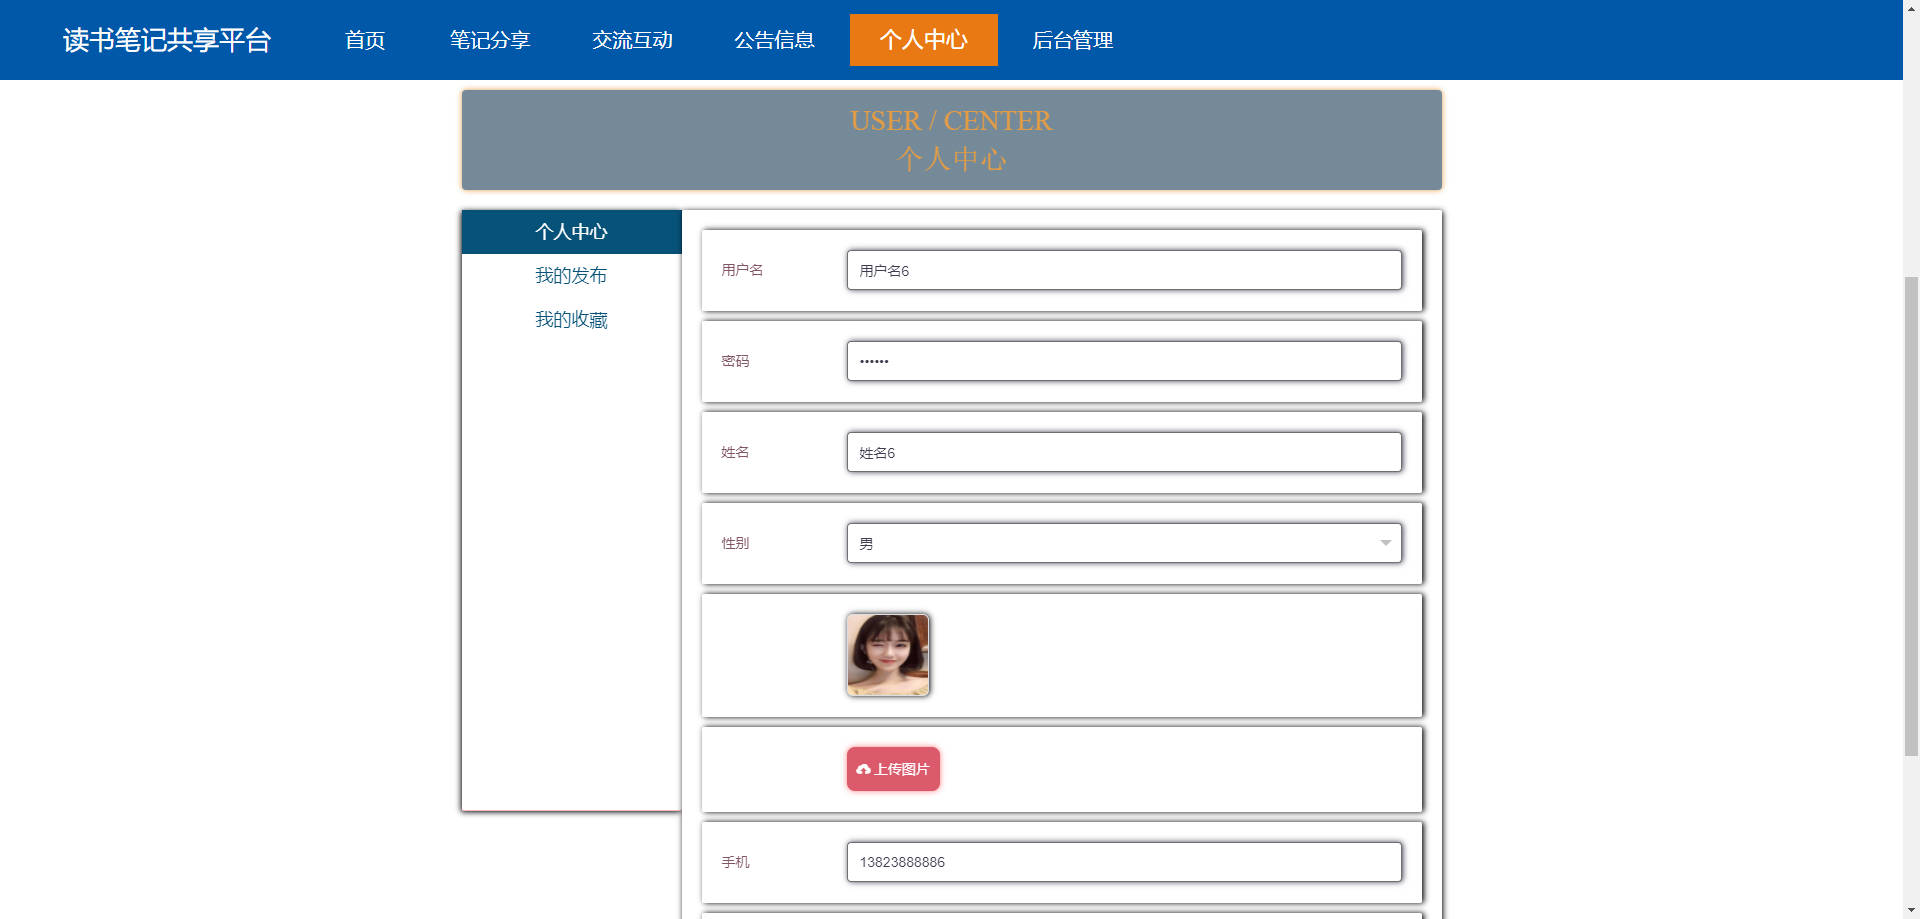 读书笔记共享平台 首页 笔记分享 交流互动 公告信息 个人中心 后台管理
USER / CENTER
个人中心
个人中心
我的发布
我的收藏
用户名 用户名6
密码 ••••••
姓名 姓名6
性别 男
上传图片
手机 13823888886